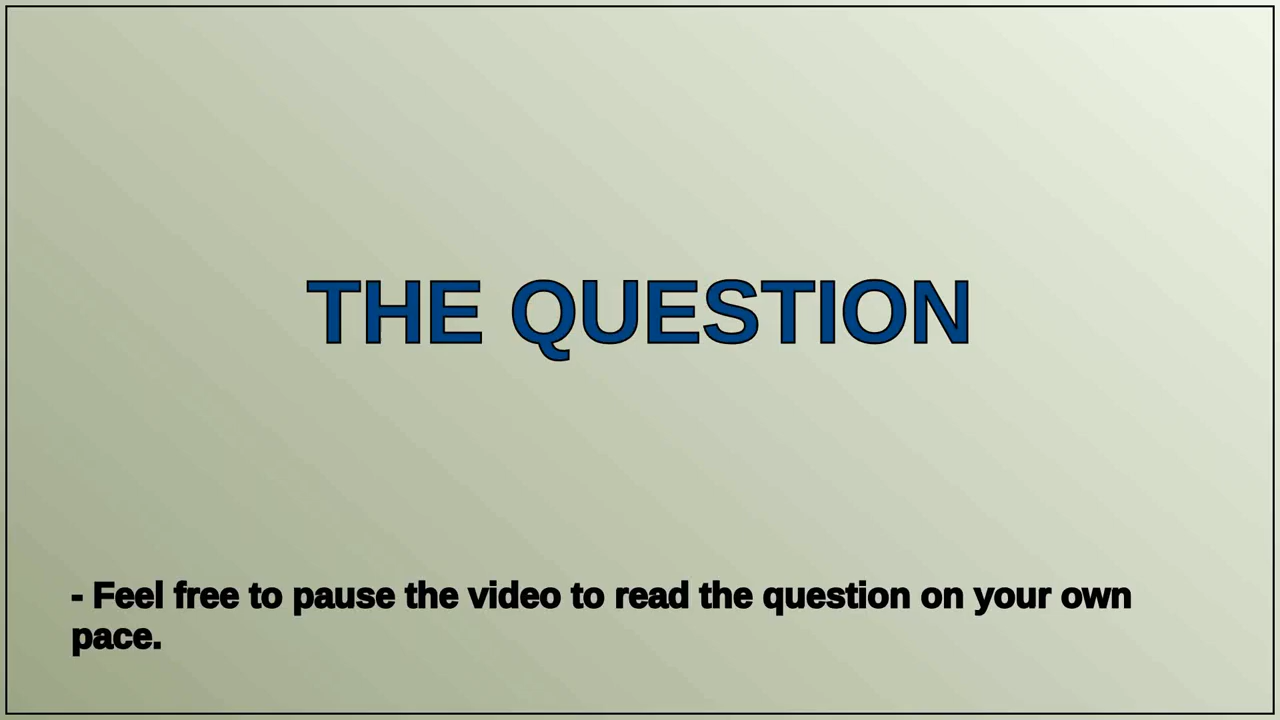 THE QUESTION
- Feel free to pause the video to read the question on your own
pace.